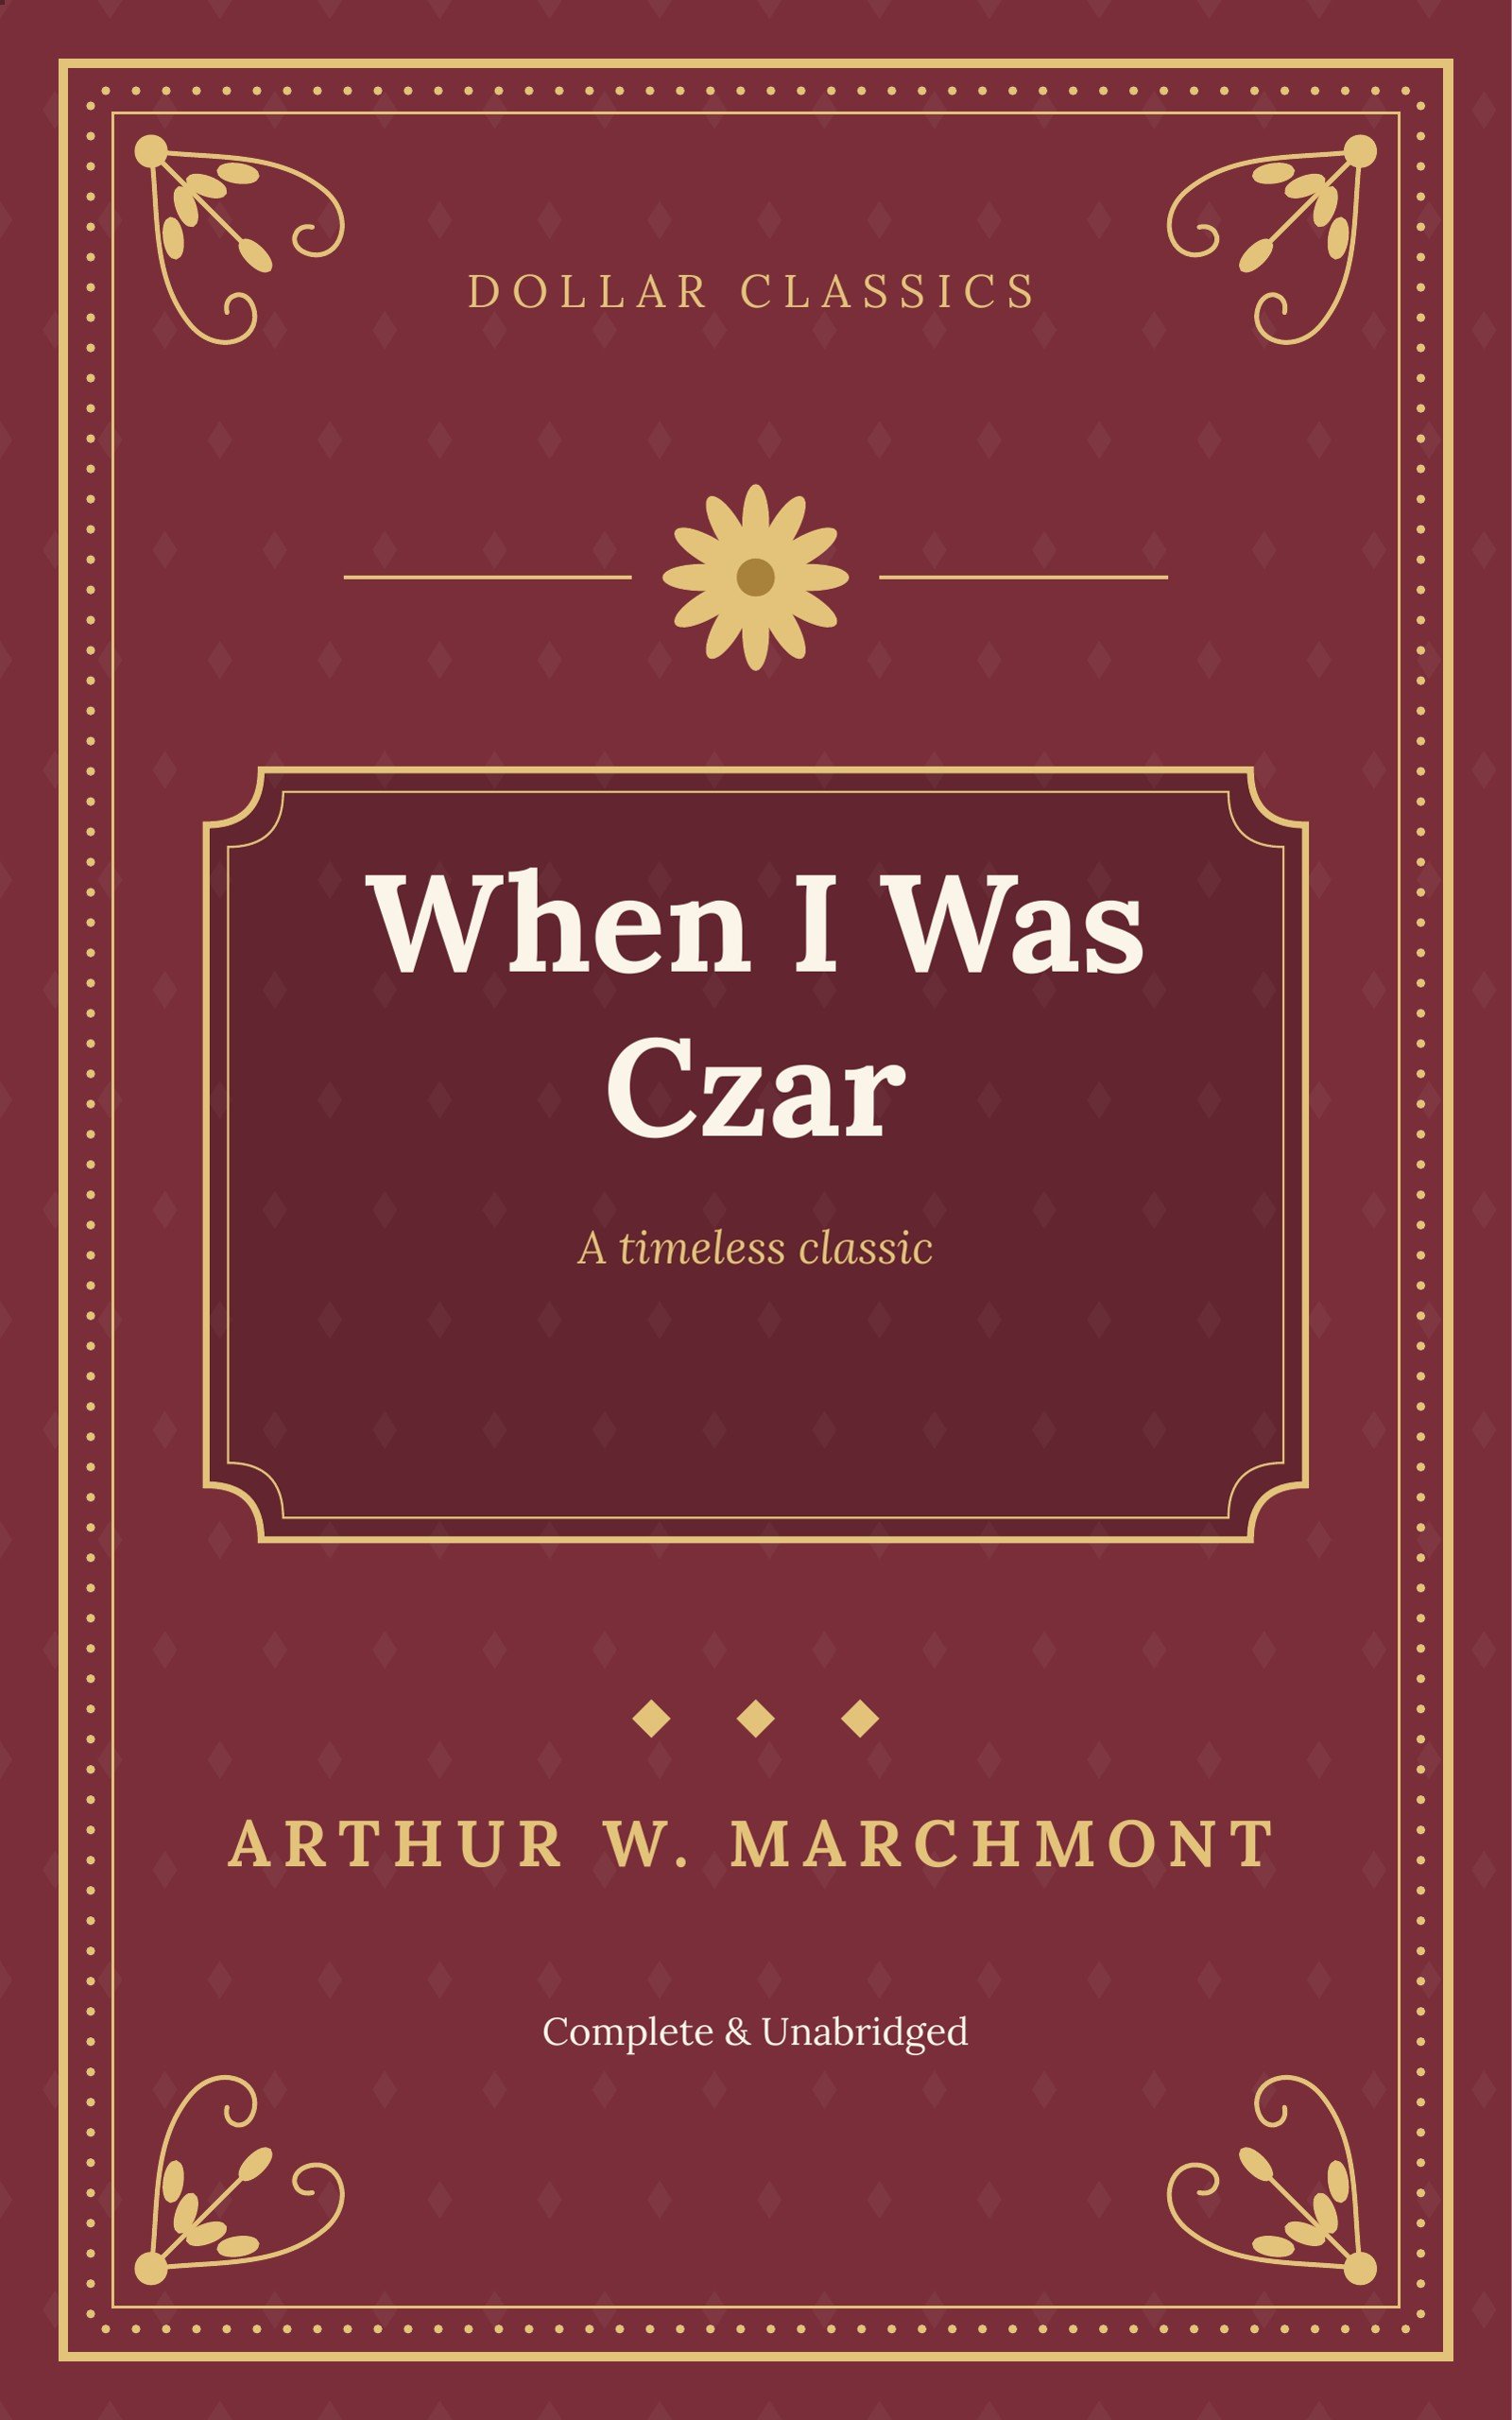 DOLLAR CLASSICS
When I Was
Czar
A timeless classic
ARTHUR W. MARCHMONT
Complete & Unabridged